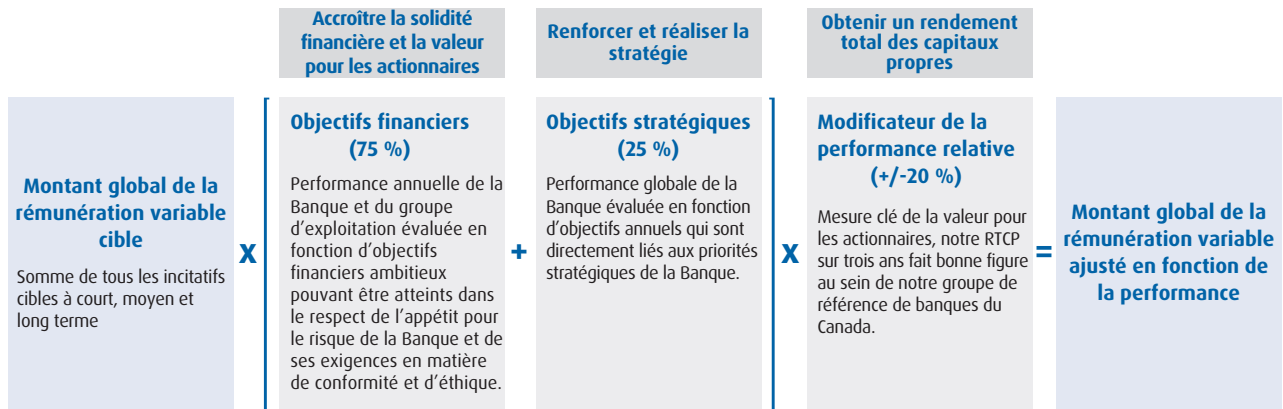 Accroître la solidité
financière et la valeur
pour les actionnaires
Renforcer et réaliser la
stratégie
Obtenir un rendement
total des capitaux
propres
Montant global de la
rémunération variable
cible
Somme de tous les incitatifs
cibles à court, moyen et
long terme
x
Objectifs financiers
(75 %)
Performance annuelle de la
Banque et du groupe
d'exploitation évaluée en
fonction d'objectifs
financiers ambitieux
pouvant être atteints dans
le respect de l'appétit pour
le risque de la Banque et de
ses exigences en matière
de conformité et d'éthique.
+
Objectifs stratégiques
(25 %)
Performance globale de la
Banque évaluée en fonction
d'objectifs annuels qui sont
directement liés aux priorités
stratégiques de la Banque.
x
Modificateur de la
performance relative
(+/-20 %)
Mesure clé de la valeur pour
les actionnaires, notre RTCP
sur trois ans fait bonne figure
au sein de notre groupe de
référence de banques du
Canada.
=
Montant global de la
rémunération variable
ajusté en fonction de
la performance